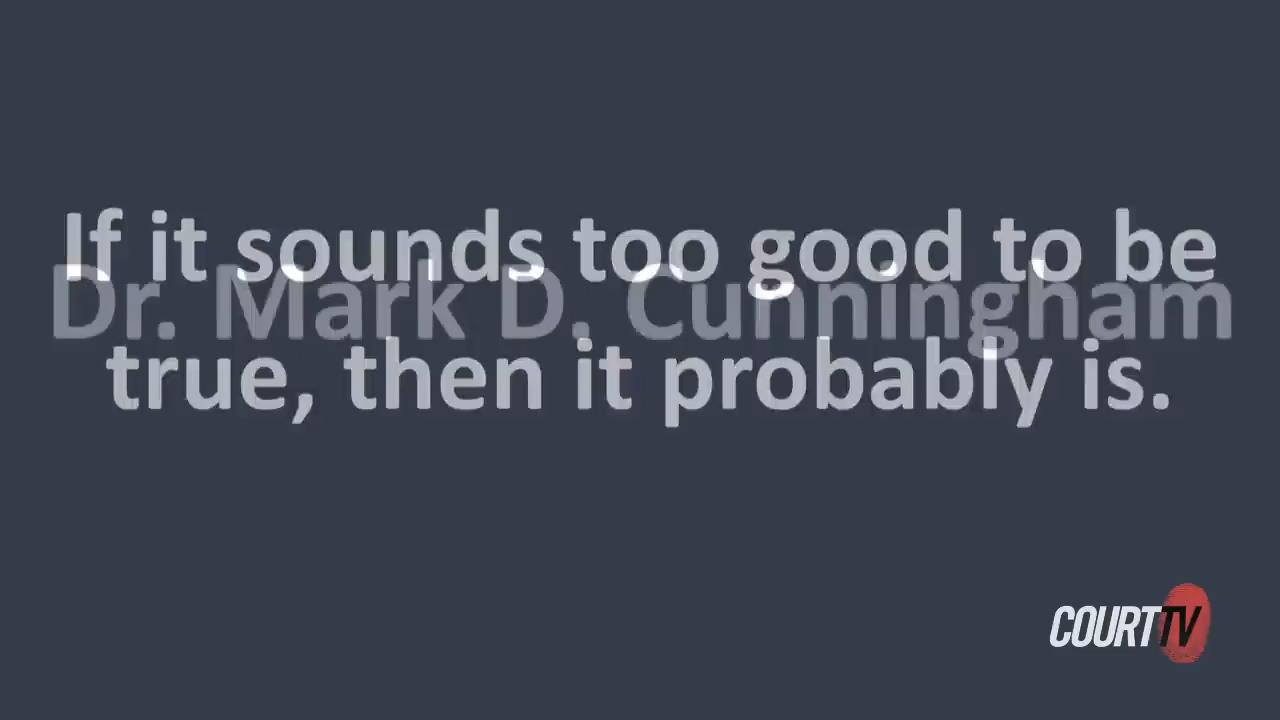 If it sounds too good to be
Dr. Mark D. Cunningham
true, then it probably is.
COURT TV